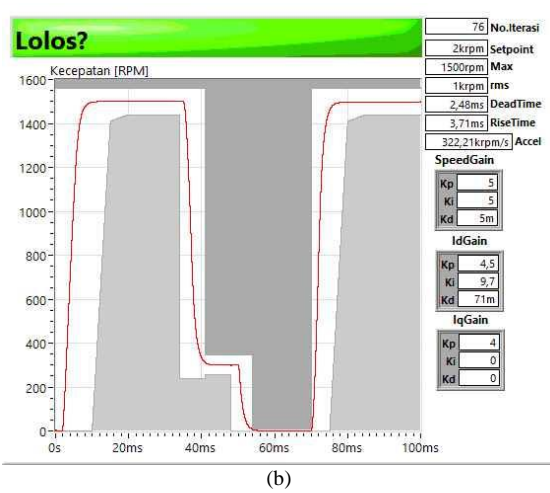 Lolos?
76 No.Iterasi
2krpm Setpoint
1500rpm Max
1krpm rms
2,48ms DeadTime
3,71ms RiseTime
322,21krpm/s Accel
Kecepatan [RPM]
1600
1400
1200
1000
800
600
400
200
0
0s 20ms 40ms 60ms 80ms 100ms
SpeedGain
Kp 5
Ki 5
Kd 5m
IdGain
Kp 4,5
Ki 9,7
Kd 71m
IqGain
Kp 4
Ki 0
Kd 0
(b)